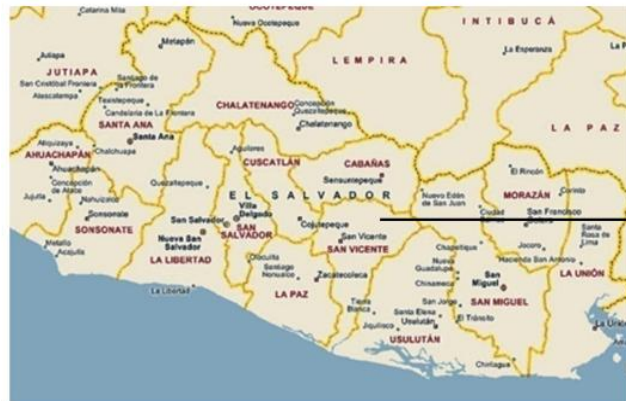 Catarina Mita
OCOTEPEQUE
Nueva Ocotepeque
INTIBUCÁ
Metapán
Jutiapa
JUTIAPA
LEMPIRA
La Esperanza
San Cristóbal Frontera
Santiago de
la Frontera
Atescatempa
Texistepeque
Candelaria de La Frontera
CHALATENANGO
Concepción
Quezaltepeque
Chalatenango
LA PAZ
SANTA ANA
Santa Ana
Atiquizaya
Chalchuapa
AHUACHAPÁN
Ahuachapán
Aguilares
CUSCATLÁN
CABAÑAS
Sensuntepeque
El Rincón
MORAZÁN
Corinto
Concepción
de Ataco
Jujutla
Nahuizalco
Quezaltepeque
EL SALVADOR
Nuevo Edén
de San Juan
Sonsonate
SONSONATE
San Salvador
Villa
Delgado
Nueva San
Salvador
SAN
SALVADOR
Cojutepeque
San Vicente
SAN VICENTE
Ciudad
San Francisco
Santa
Rosa de
Lima
Metalío
Acajutla
LA LIBERTAD
La Libertad
Olocuilta
Santiago
Nonualco
Zacatecoluca
LA PAZ
Chapeltique
Jocoro
Hacienda San Antonio
LA UNIÓN
Nueva
Guadalupe
Chinameca
San
Miguel
SAN MIGUEL
San Jorge
El Tránsito
Tierra
Blanca
Jiquilisco
Santa Elena
Usulután
USULUTÁN
La Unión
Chirilagua